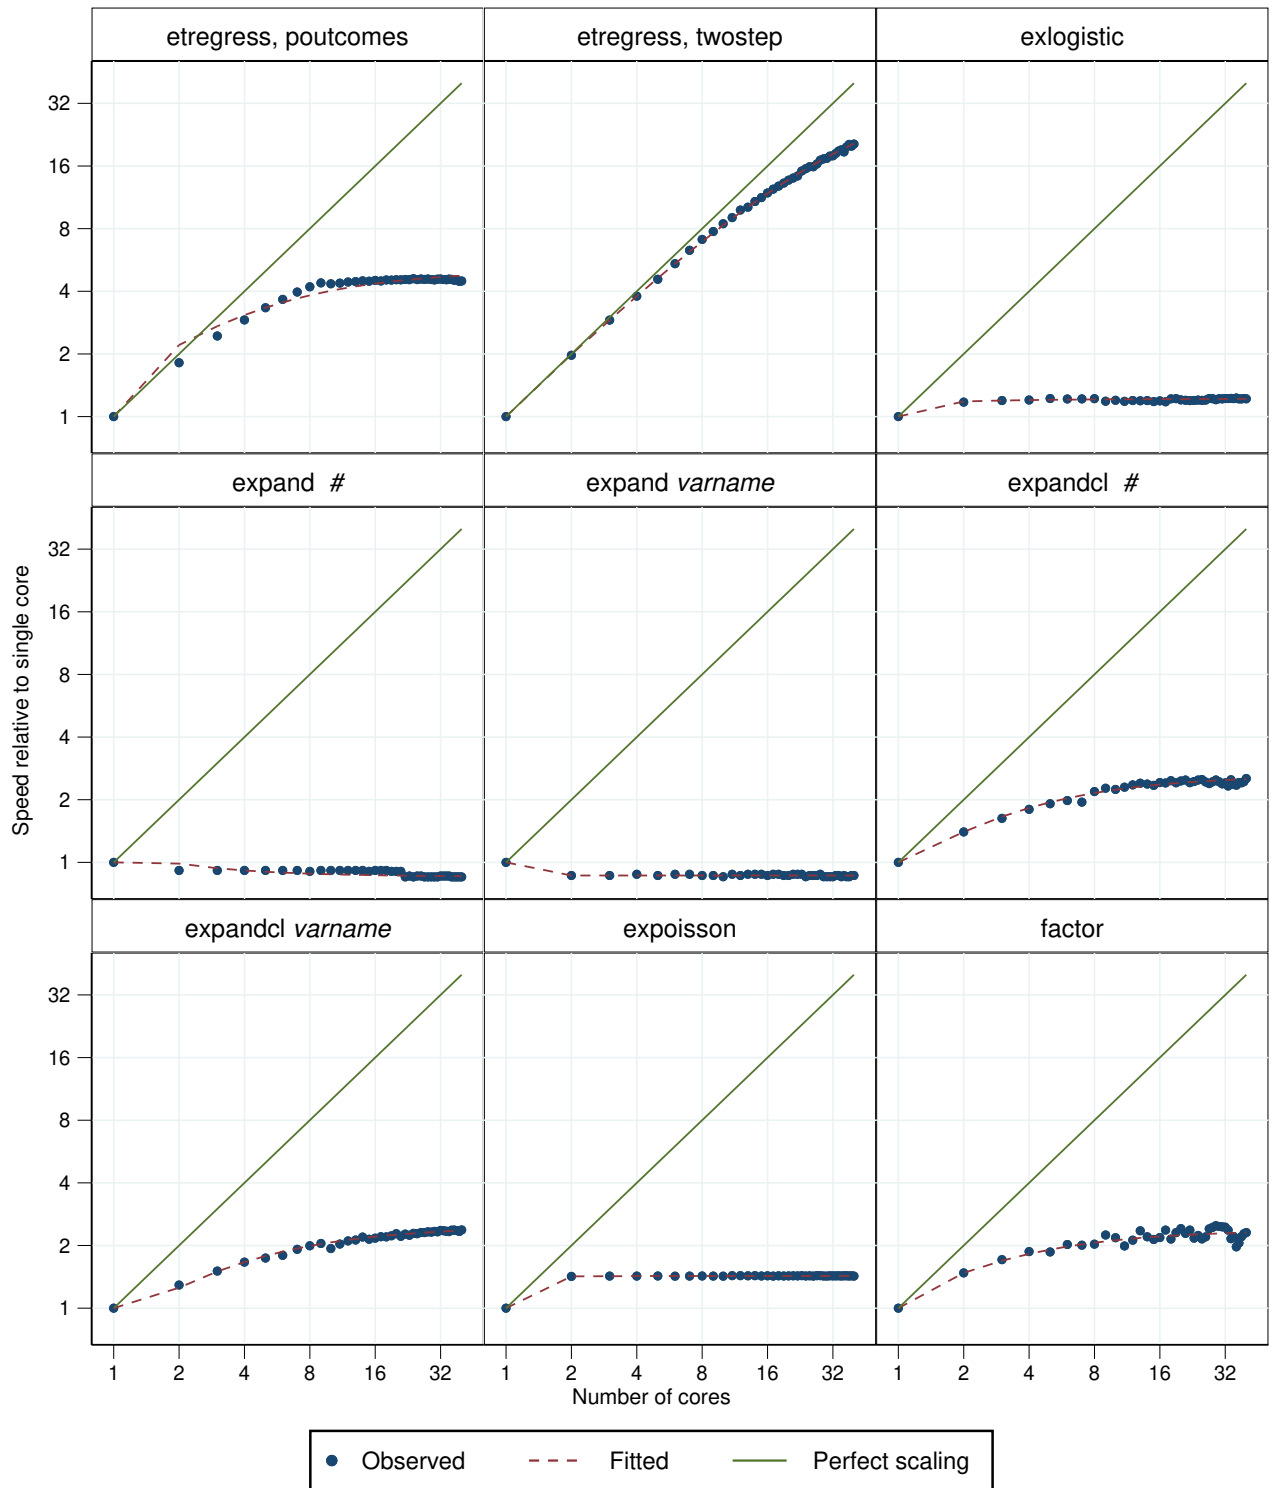 etregress, poutcomes
etregress, twostep
exlogistic
32
16
8
4
2
1
expand #
expand varname
expandcl #
32
16
8
4
2
1
Speed relative to single core
expandcl varname
expoisson
factor
32
16
8
4
2
1
1 2 4 8 16 32
1 2 4 8 16 32
1 2 4 8 16 32
Number of cores
Observed
Fitted
Perfect scaling